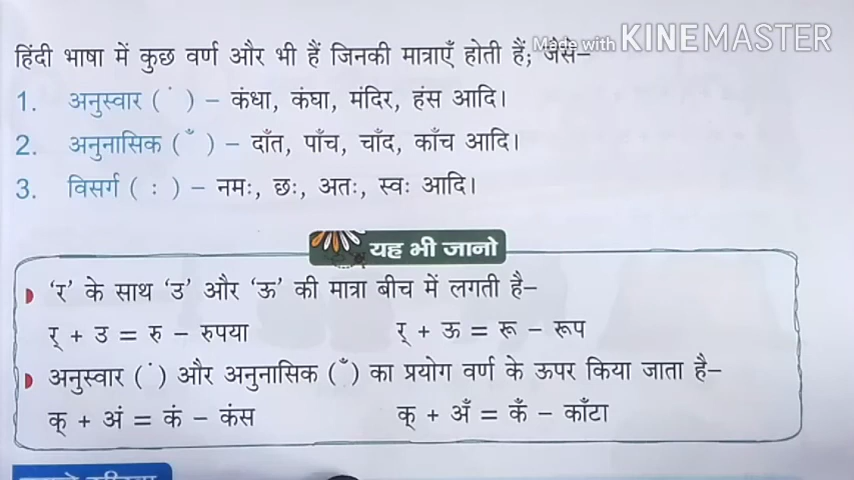 Made with KINEMASTER
हिंदी भाषा में कुछ वर्ण और भी हैं जिनकी मात्राएँ होती हैं; जैसे–
1. अनुस्वार ( ं ) – कंधा, कंघा, मंदिर, हंस आदि।
2. अनुनासिक ( ँ ) – दाँत, पाँच, चाँद, काँच आदि।
3. विसर्ग ( : ) – नमः, छः, अतः, स्वः आदि।
यह भी जानो
‘र’ के साथ ‘उ’ और ‘ऊ’ की मात्रा बीच में लगती है–
र् + उ = रु – रुपया र् + ऊ = रू – रूप
अनुस्वार ( ं ) और अनुनासिक ( ँ ) का प्रयोग वर्ण के ऊपर किया जाता है–
क् + अं = कं – कंस क् + अँ = कँ – काँटा